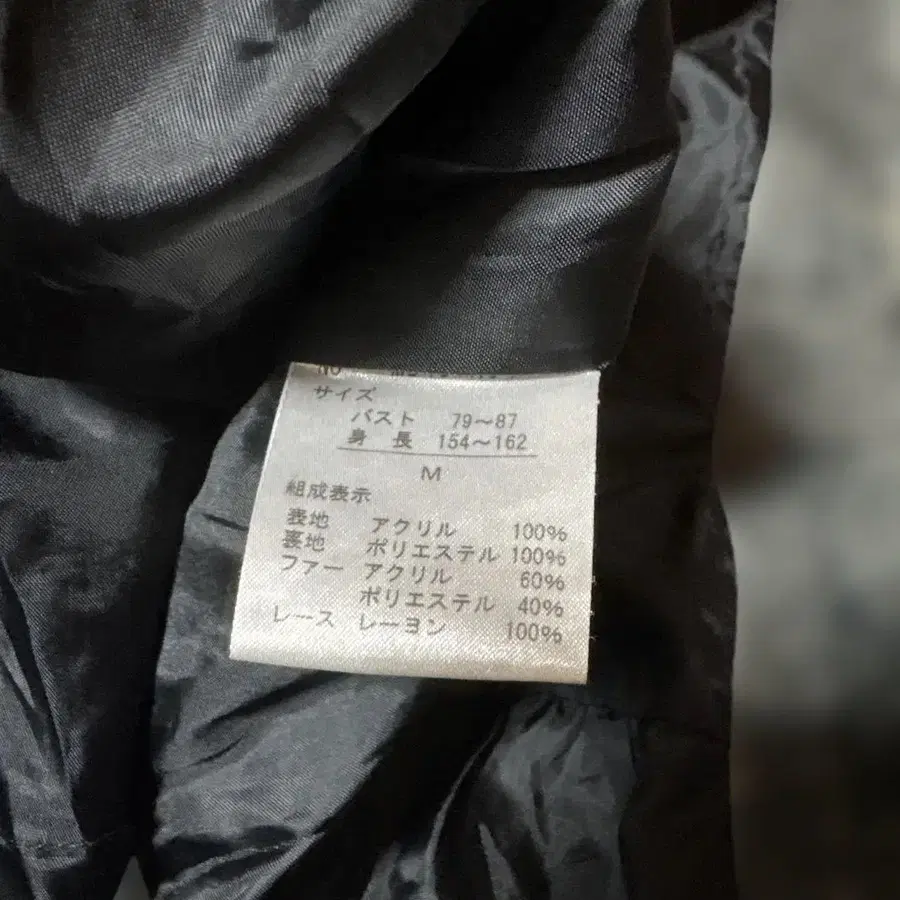 サイズ
バスト 79～87
身長 154～162
M
組成表示
表地 アクリル 100%
裏地 ポリエステル 100%
ファー アクリル 60%
ポリエステル 40%
レース レーヨン 100%